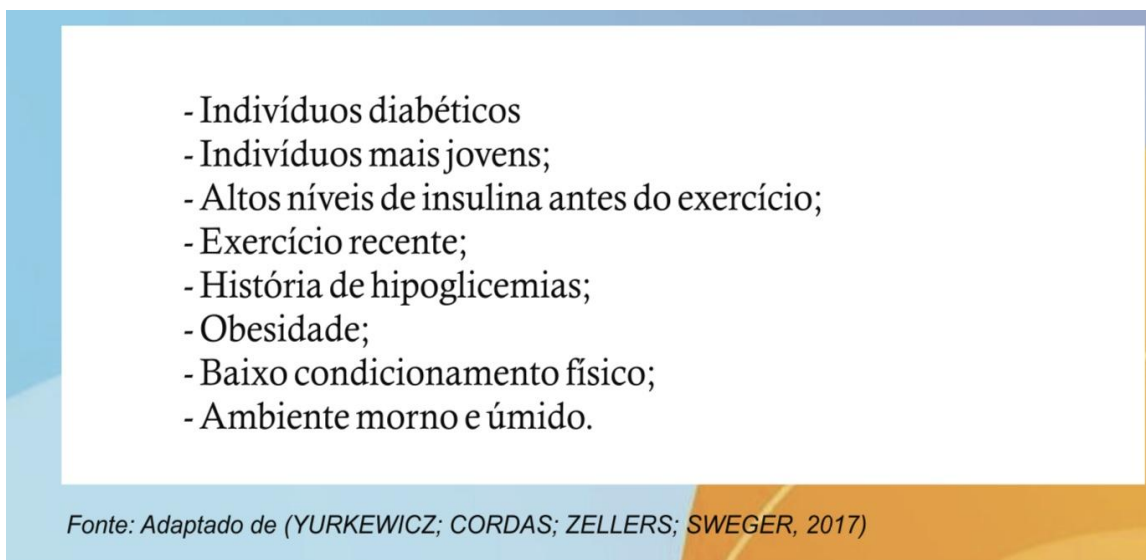 - Indivíduos diabéticos
- Indivíduos mais jovens;
- Altos níveis de insulina antes do exercício;
- Exercício recente;
- História de hipoglicemias;
- Obesidade;
- Baixo condicionamento físico;
- Ambiente morno e úmido.
Fonte: Adaptado de (YURKEWICZ; CORDAS; ZELLERS; SWEGER, 2017)